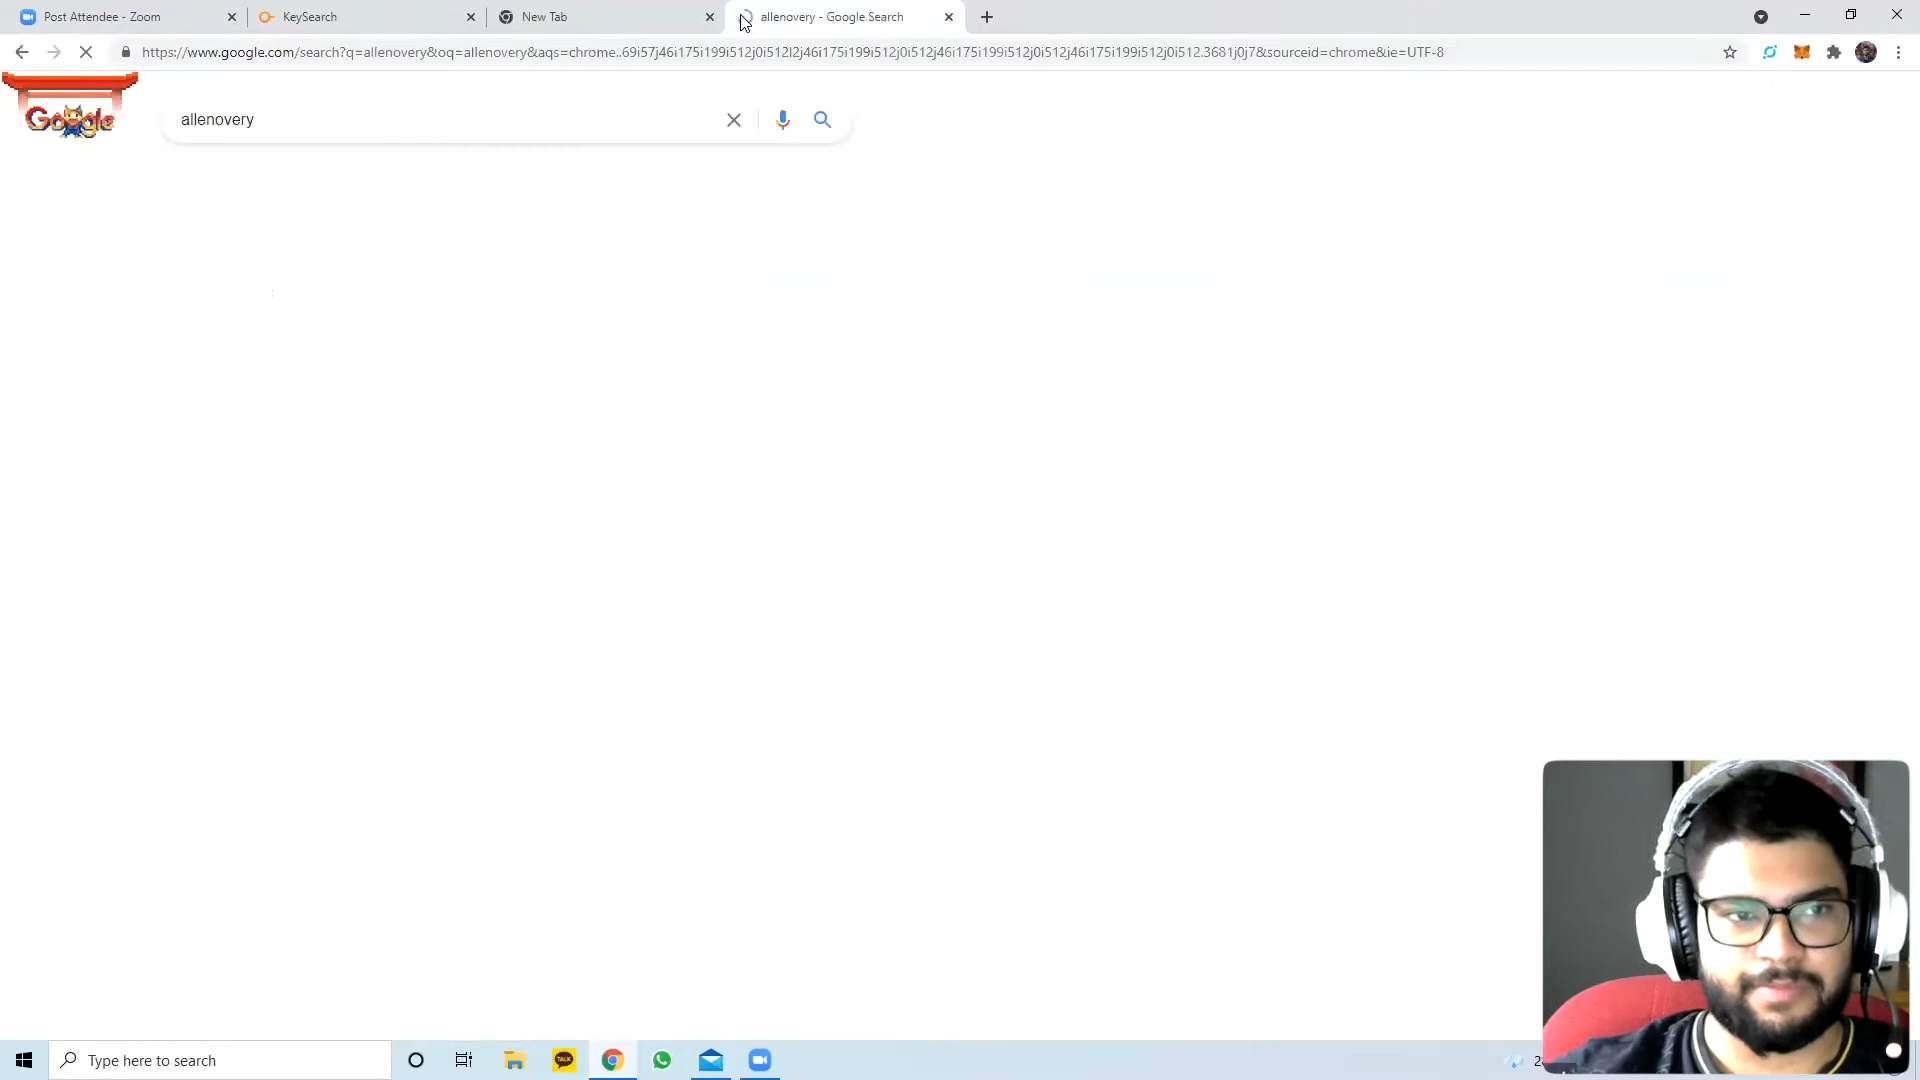 Post Attendee - Zoom
KeySearch
New Tab
allenovery - Google Search
https://www.google.com/search?q=allenovery&oq=allenovery&aqs=chrome..69i57j46i175i199i512j0i512l2j46i175i199i512j0i512j46i175i199i512j0i512j46i175i199i512j0i512.3681j0j7&sourceid=chrome&ie=UTF-8
Google
allenovery
Type here to search
TALK